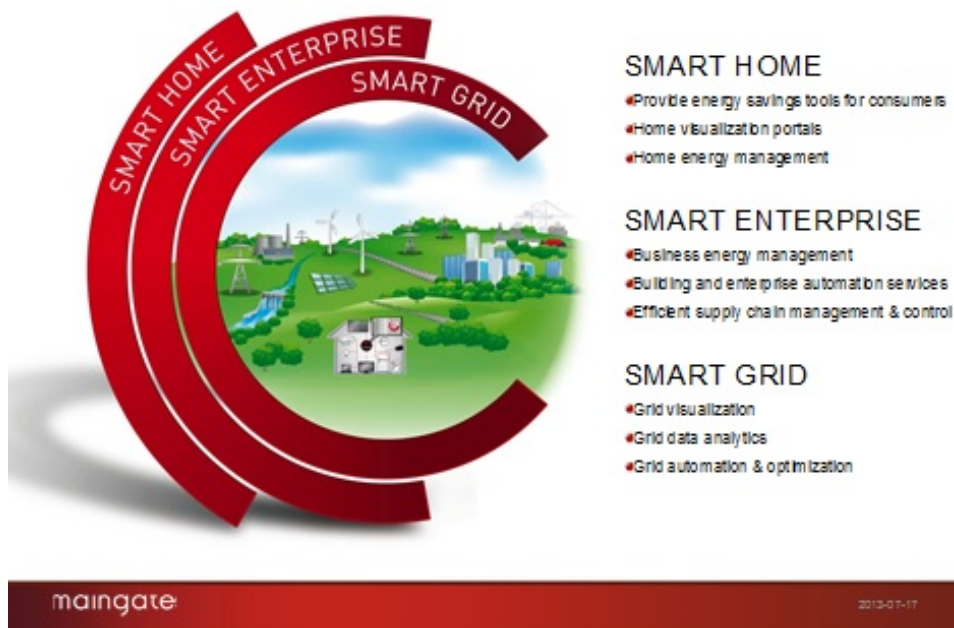 SMART HOME
SMART ENTERPRISE
SMART GRID
SMART HOME
Provide energy savings tools for consumers
Home visualization portals
Home energy management
SMART ENTERPRISE
Business energy management
Building and enterprise automation services
Efficient supply chain management & control
SMART GRID
Grid visualization
Grid data analytics
Grid automation & optimization
maingate
2013-07-17